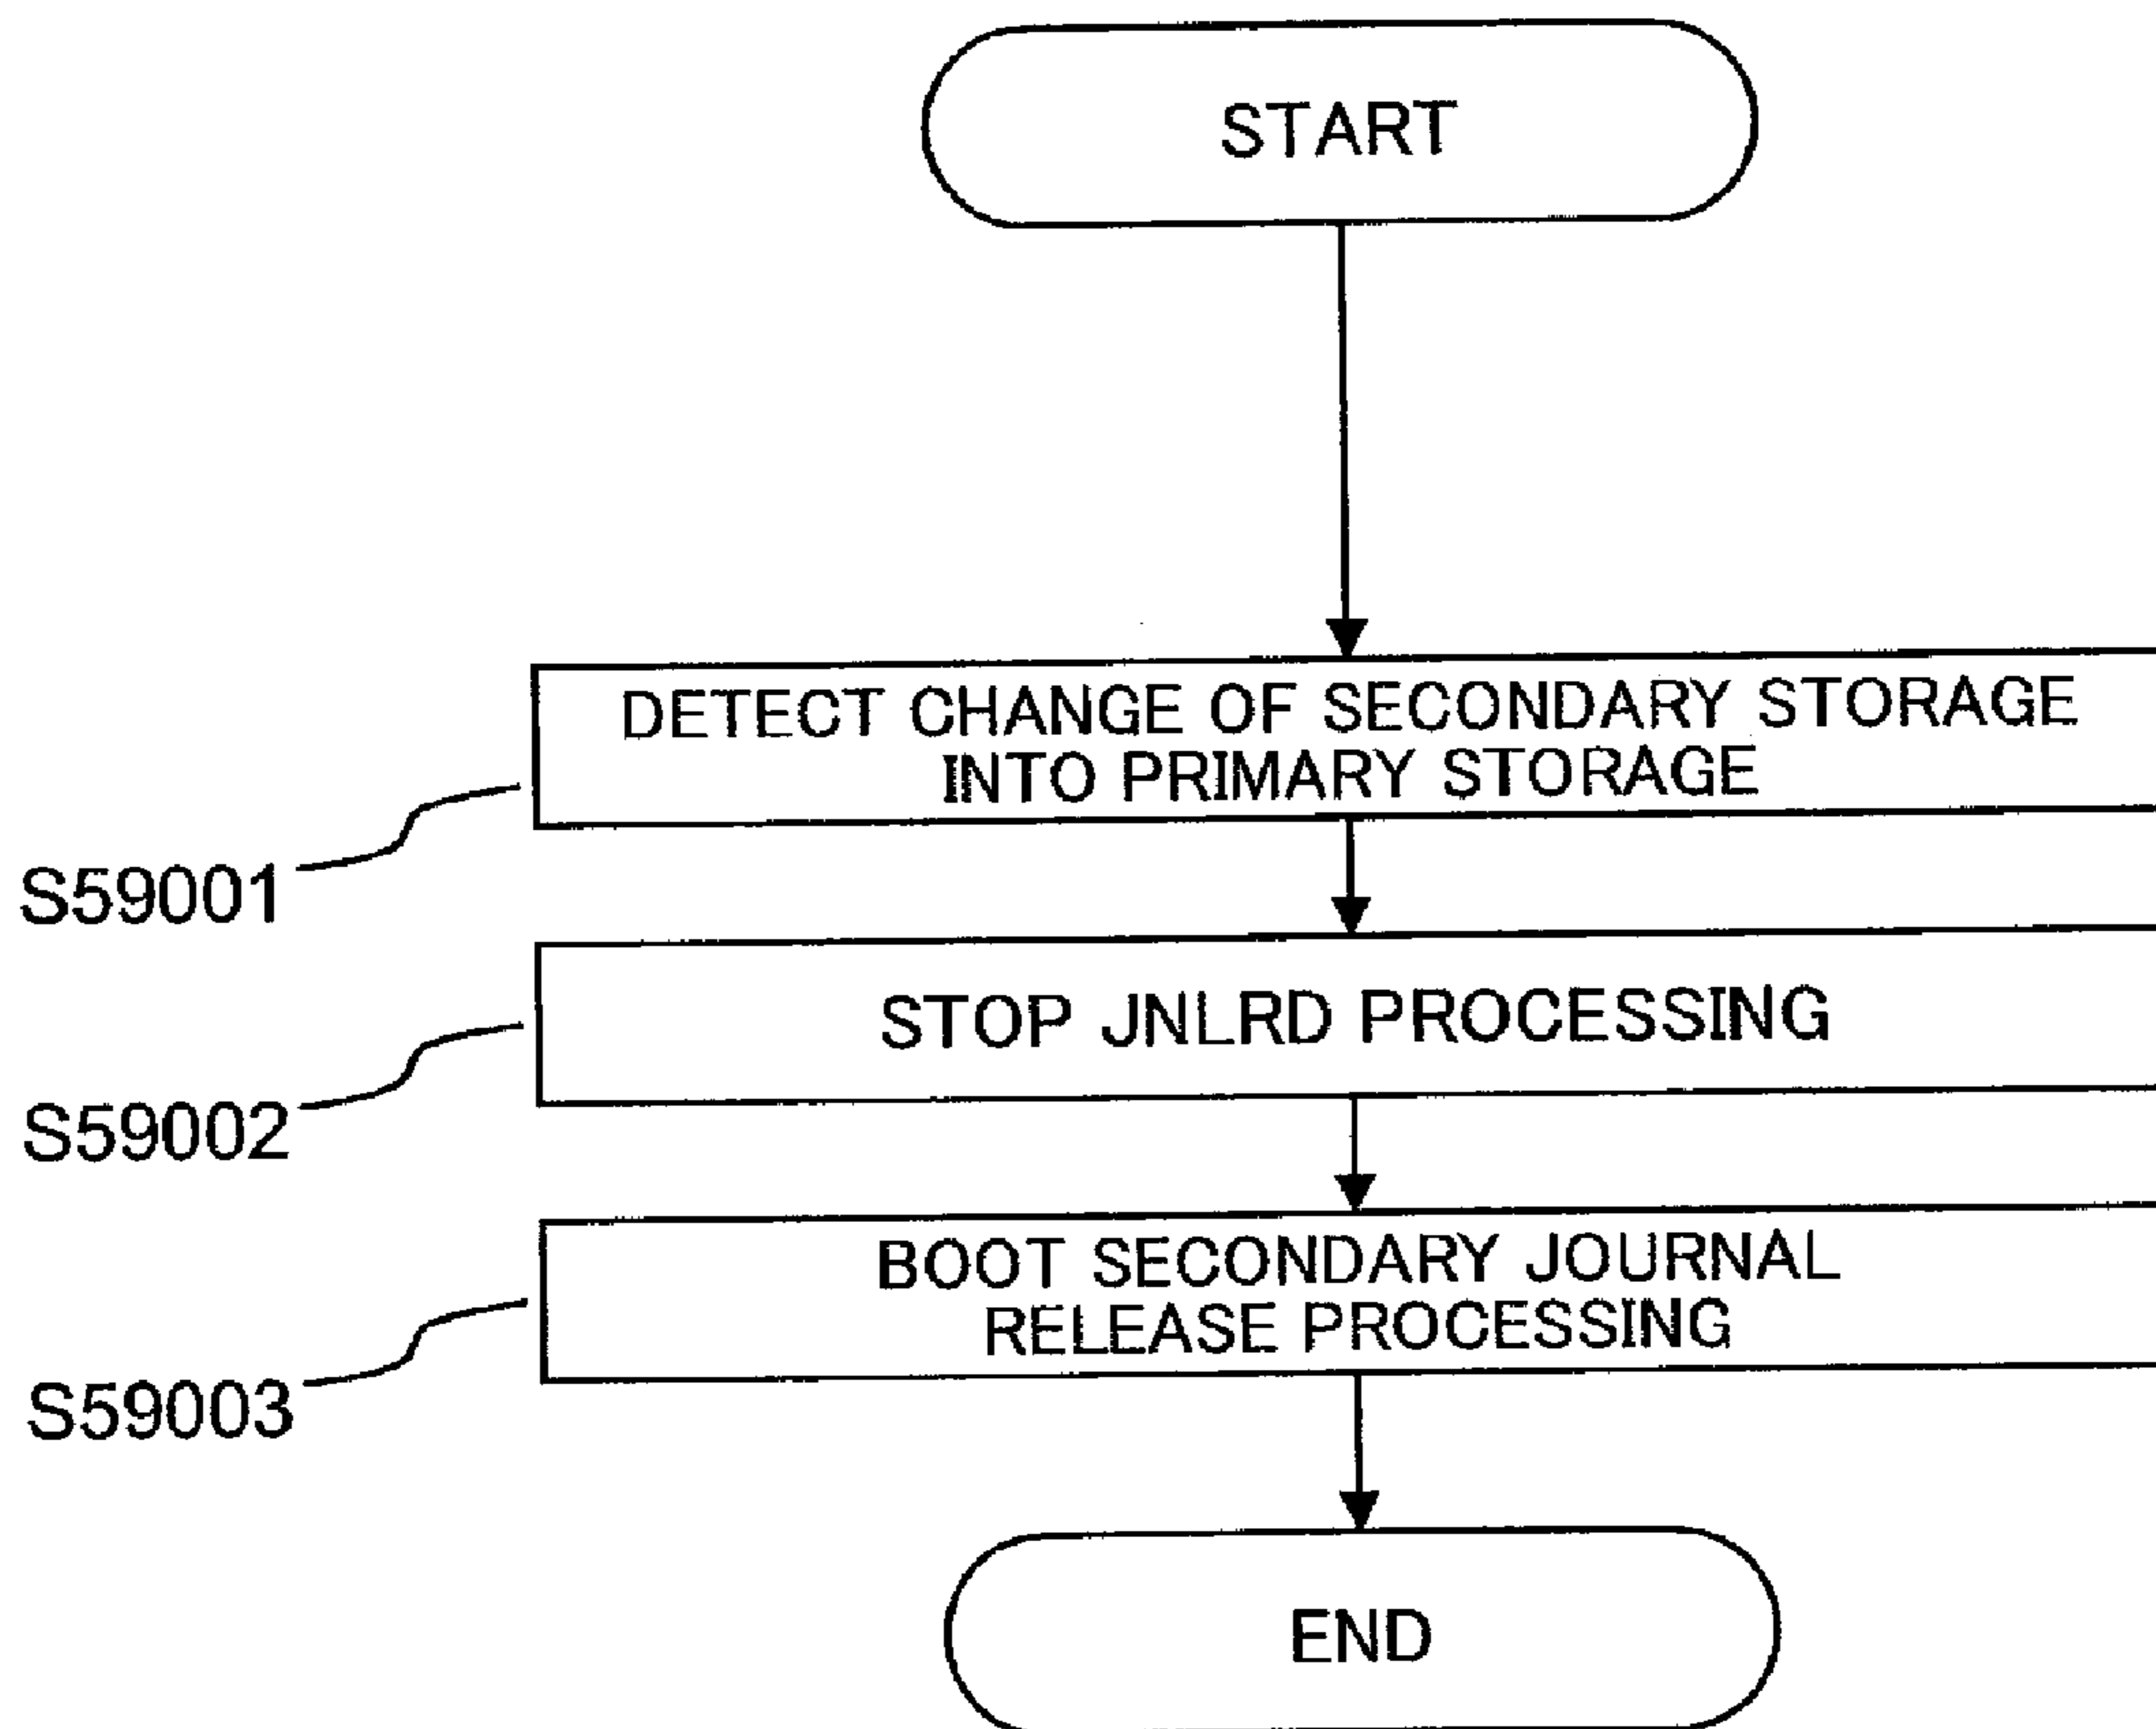 START
DETECT CHANGE OF SECONDARY STORAGE
INTO PRIMARY STORAGE
S59001
STOP JNLRD PROCESSING
S59002
BOOT SECONDARY JOURNAL
RELEASE PROCESSING
S59003
END